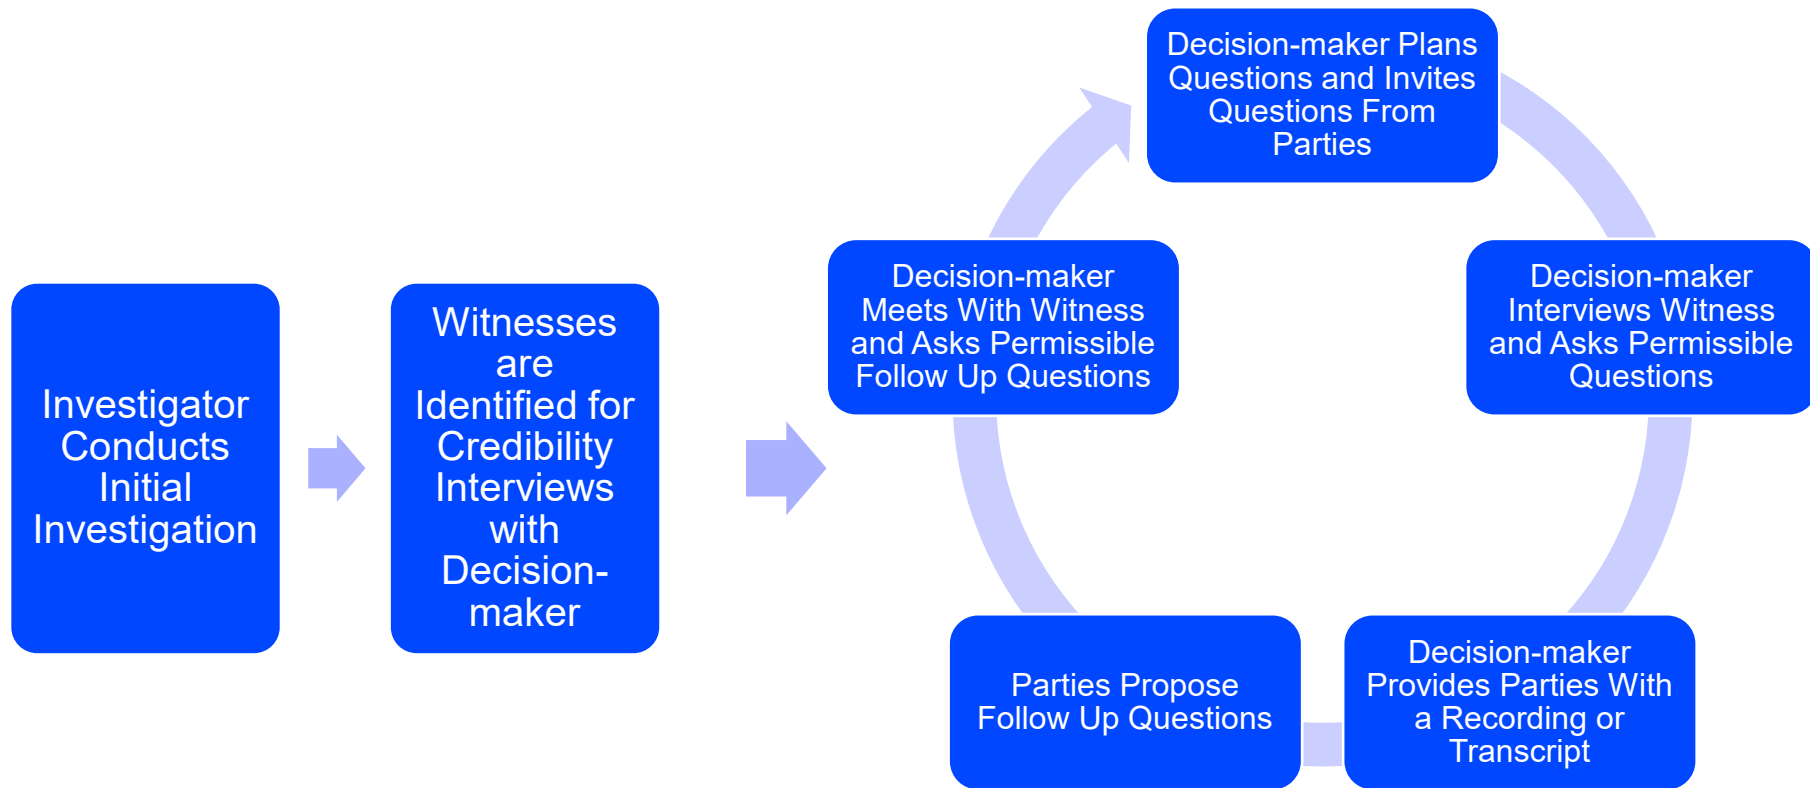 Investigator
Conducts
Initial
Investigation
Witnesses
are
Identified for
Credibility
Interviews
with
Decision-
maker
Decision-maker Plans
Questions and Invites
Questions From
Parties
Decision-maker
Interviews Witness
and Asks Permissible
Questions
Decision-maker
Provides Parties With
a Recording or
Transcript
Parties Propose
Follow Up Questions
Decision-maker
Meets With Witness
and Asks Permissible
Follow Up Questions